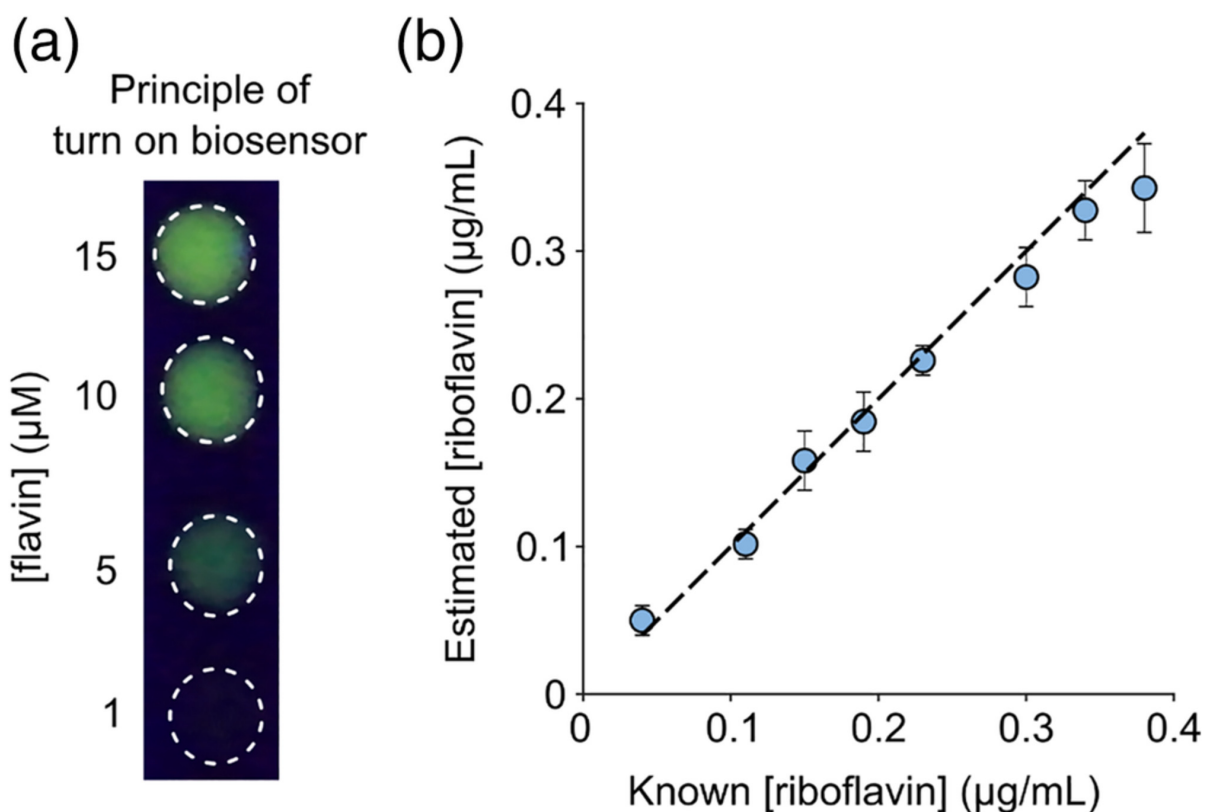 (a)
Principle of
turn on biosensor
[flavin] (µM)
15
10
5
1
(b)
Estimated [riboflavin] (µg/mL)
0.4
0.3
0.2
0.1
0
0 0.1 0.2 0.3 0.4
Known [riboflavin] (µg/mL)